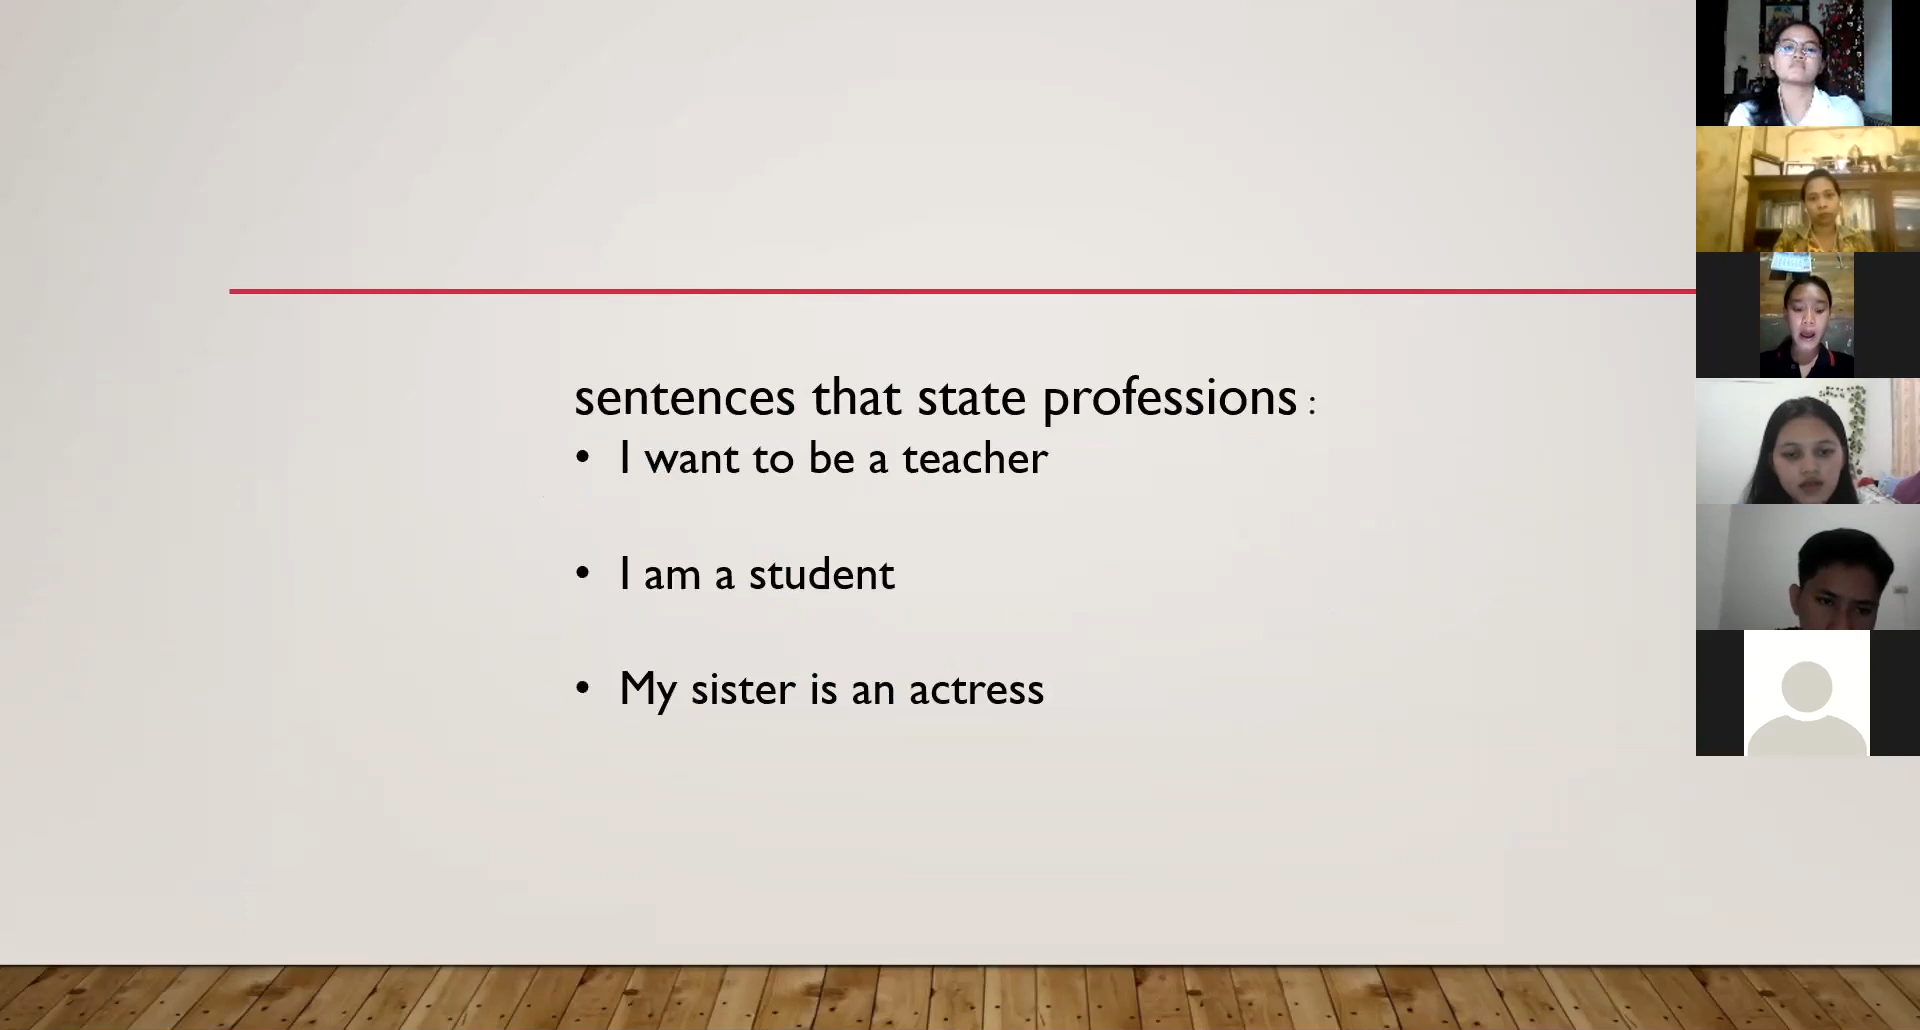 sentences that state professions :
• I want to be a teacher
• I am a student
• My sister is an actress